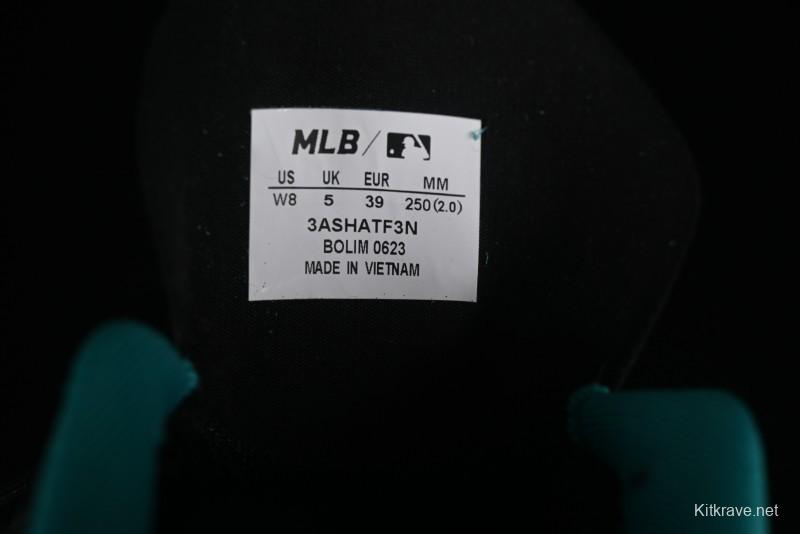 MLB/
US UK EUR MM
W8 5 39 250(2.0)
3ASHATF3N
BOLIM 0623
MADE IN VIETNAM
Kitkrave.net